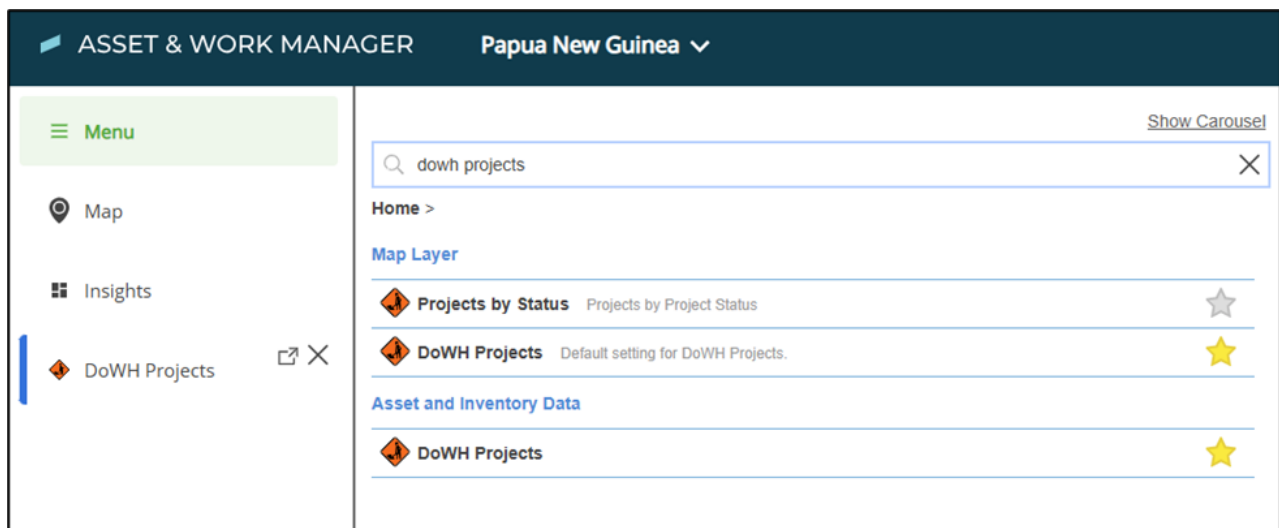 ASSET & WORK MANAGER
Papua New Guinea
Menu
Map
Insights
DoWH Projects
Show Carousel
dowh projects
Home >
Map Layer
Projects by Status Projects by Project Status
DoWH Projects Default setting for DoWH Projects.
Asset and Inventory Data
DoWH Projects